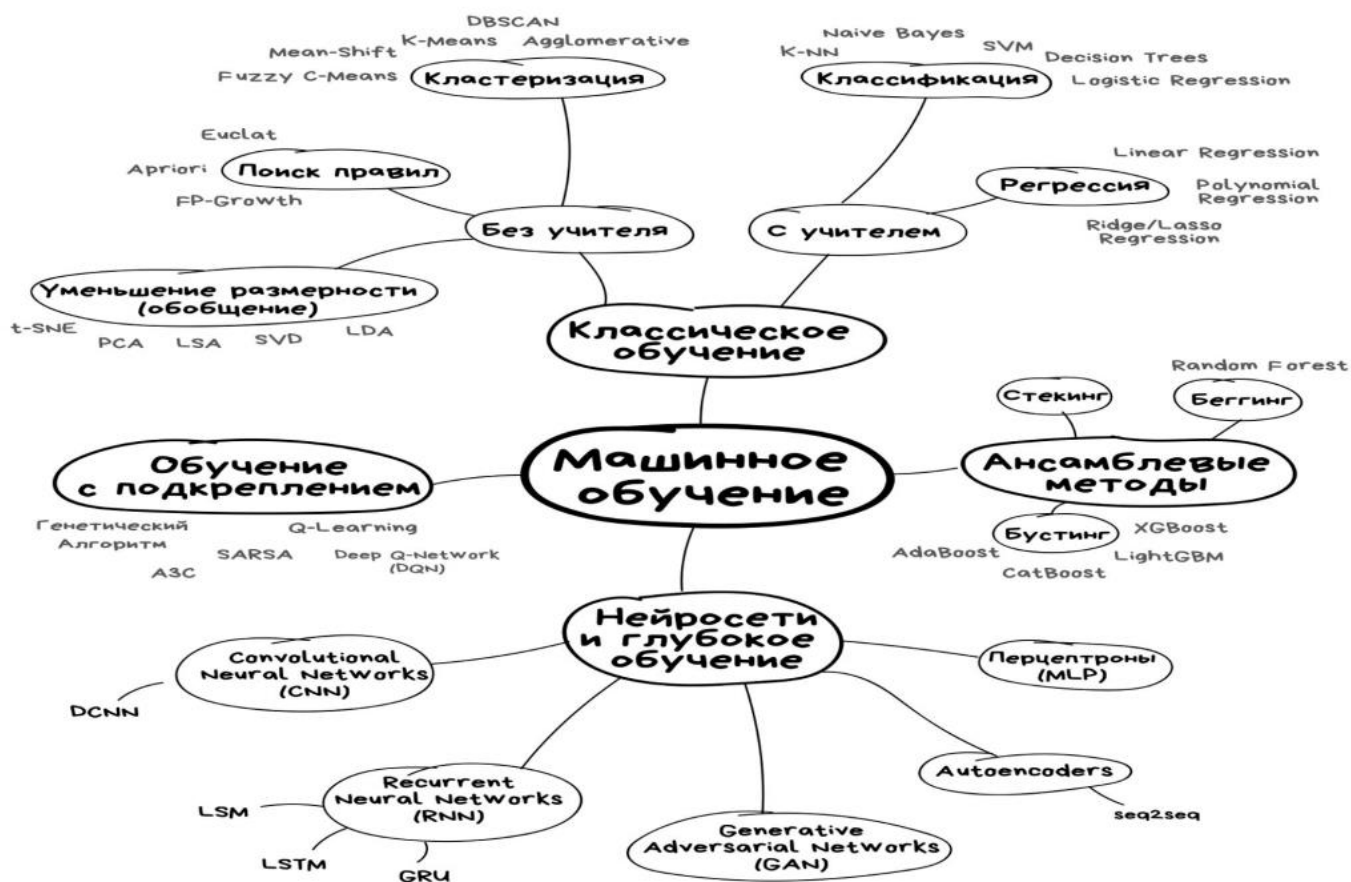 DBSCAN
K-Means
Agglomerative
Mean-Shift
Fuzzy C-Means
Кластеризация
Naive Bayes
K-NN
SVM
Decision Trees
Классификация
Logistic Regression
Euclat
Apriori
Поиск правил
FP-Growth
Linear Regression
Регрессия
Polynomial
Regression
Ridge/Lasso
Regression
Без учителя
С учителем
Уменьшение размерности
(обобщение)
t-SNE
PCA
LSA
SVD
LDA
Классическое
обучение
Random Forest
Стекинг
Беггинг
Обучение
с подкреплением
Машинное
обучение
Ансамблевые
методы
Генетический
Алгоритм
Q-Learning
SARSA
Deep Q-Network
(DQN)
A3C
Бустинг
XGBoost
AdaBoost
LightGBM
CatBoost
Нейросети
и глубокое
обучение
Convolutional
Neural Networks
(CNN)
DCNN
Перцептроны
(MLP)
Recurrent
Neural Networks
(RNN)
LSM
LSTM
GRU
Autoencoders
seq2seq
Generative
Adversarial Networks
(GAN)